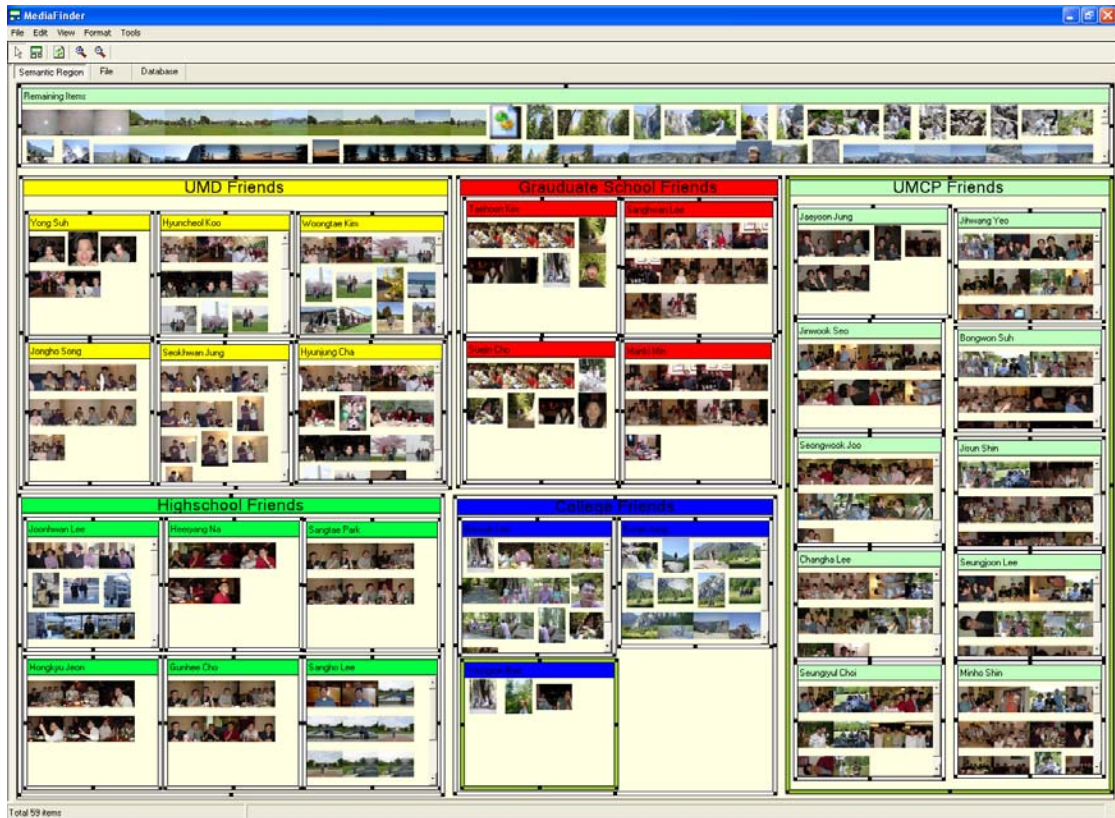 MediaFinder
File Edit View Format Tools
Semantic Region File Database
Remaining Items
UMD Friends
Yong Suh
Hyuncheol Koo
Woongtae Kim
Jongho Song
Seokhwan Jung
Hyunjung Cha
Grauduate School Friends
Sanghwan Lee
Suejin Cho
UMCP Friends
Jaeyoon Jung
Jihwang Yeo
Jinwook Seo
Bongwon Suh
Seongwook Joo
Jisun Shin
Changha Lee
Seungjoon Lee
Seungyul Choi
Minho Shin
Highschool Friends
Joonhwan Lee
Heeyang Na
Sangtae Park
Hongkyu Jeon
Gunhee Cho
Sangho Lee
College Friends
Total 59 items